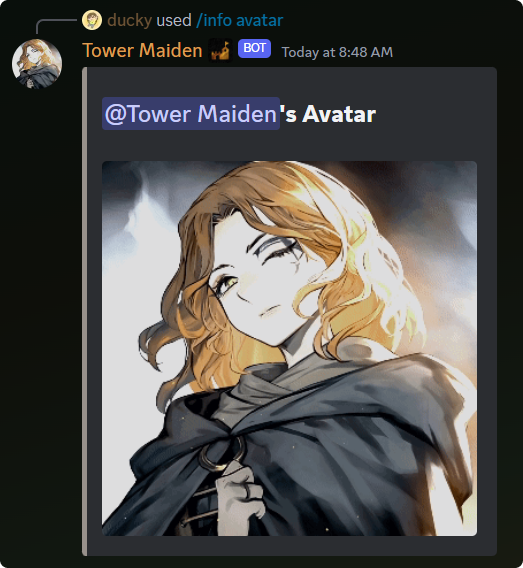 ducky used /info avatar
Tower Maiden BOT Today at 8:48 AM
@Tower Maiden's Avatar